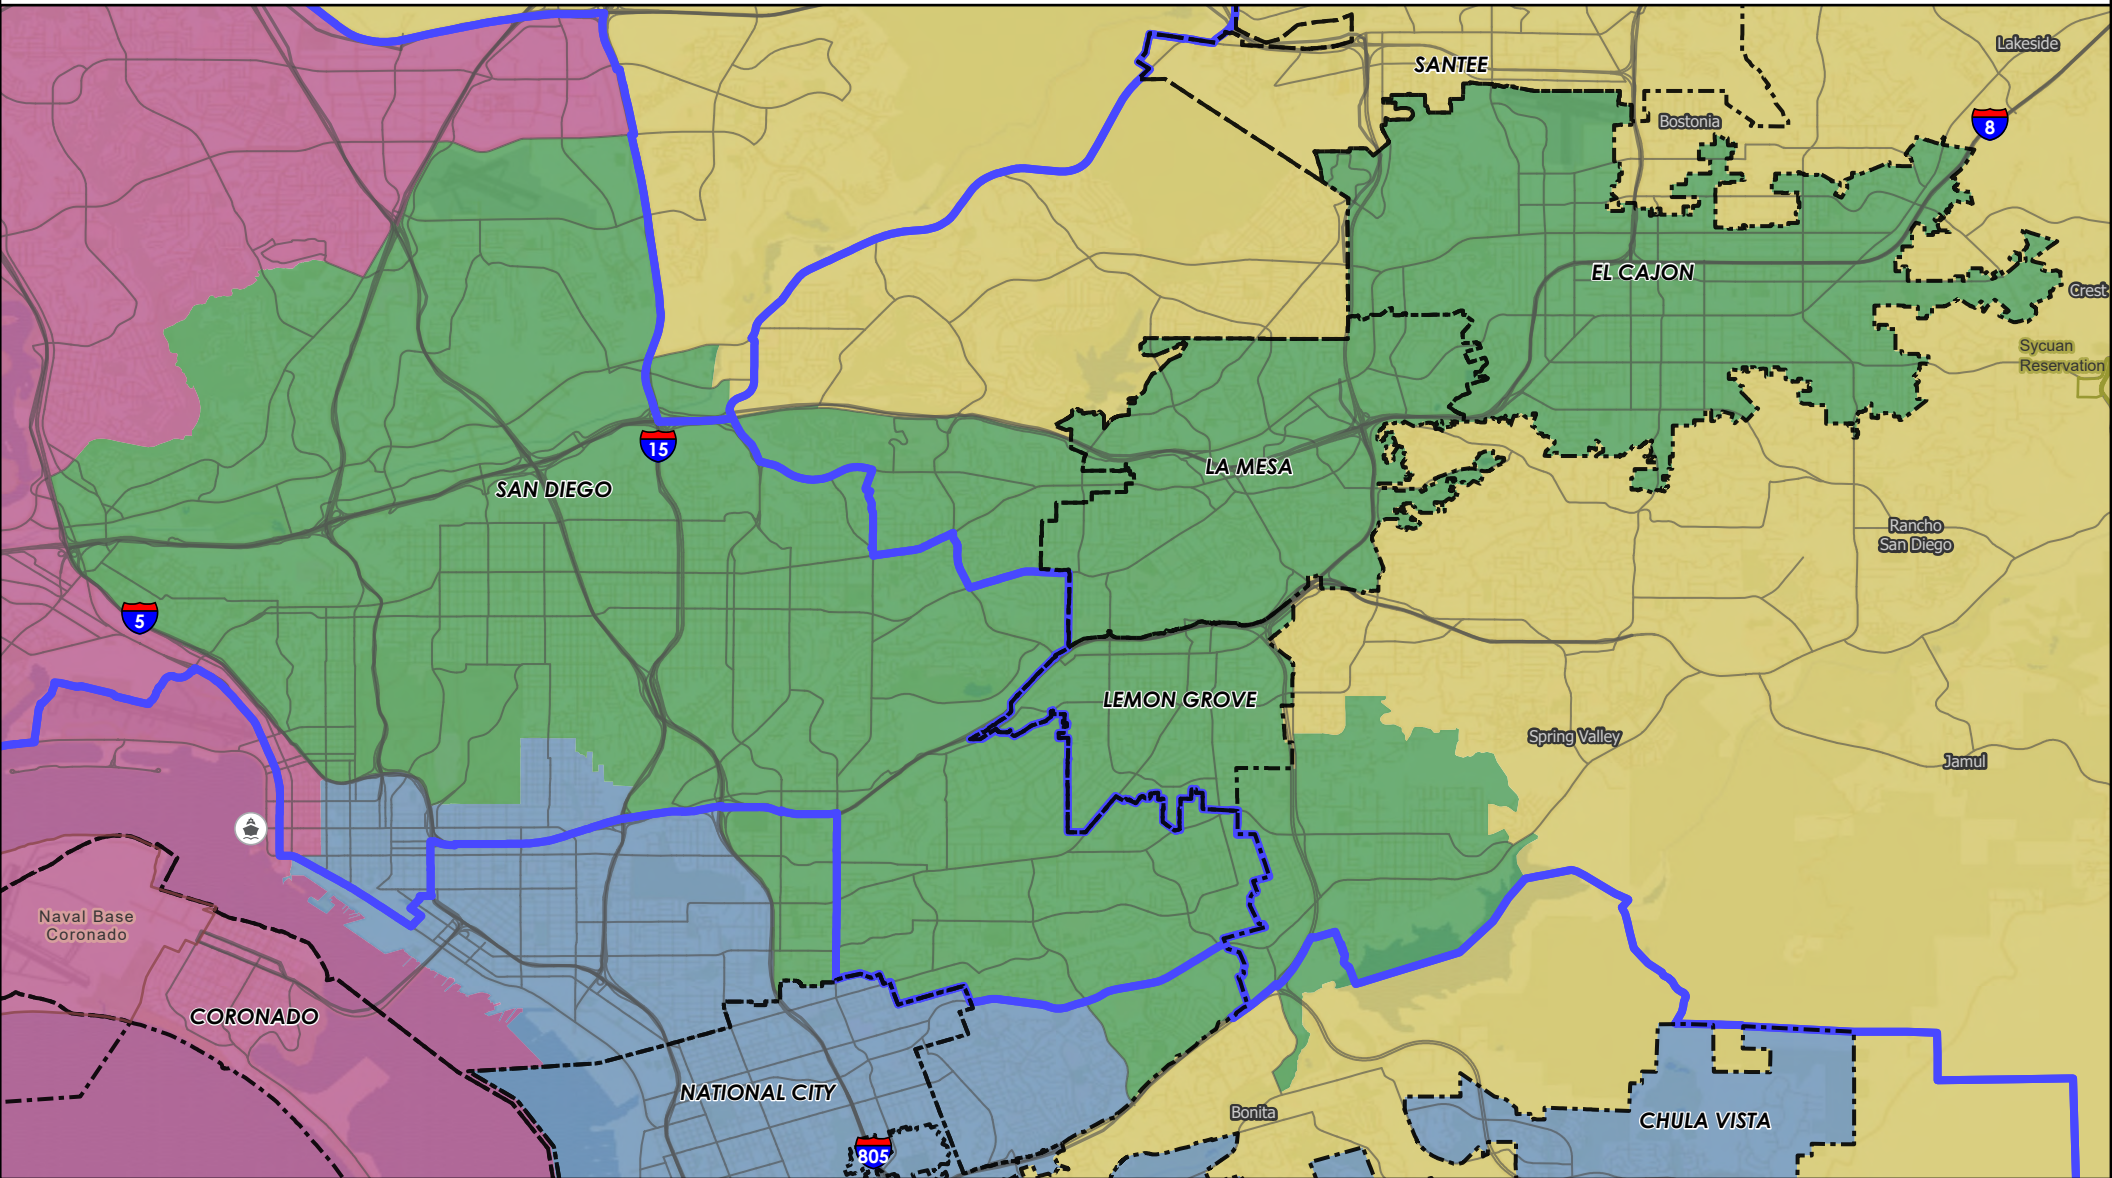 Lakeside
SANTEE
8
Bostonia
EL CAJON
Crest
Sycuan
Reservation
15
SAN DIEGO
LA MESA
Rancho
San Diego
5
LEMON GROVE
Spring Valley
Jamul
Naval Base
Coronado
CORONADO
NATIONAL CITY
Bonita
CHULA VISTA
805